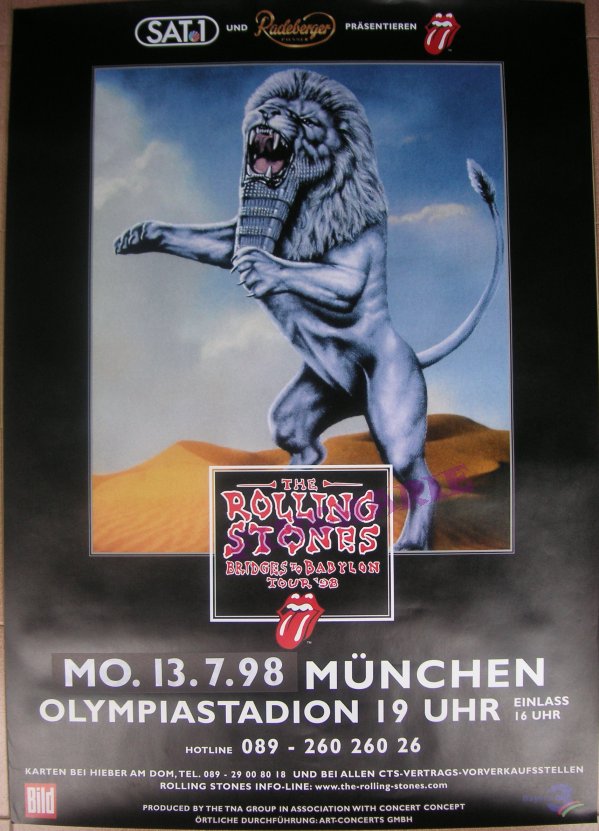 SAT.1 UND Radeberger PILSNER PRÄSENTIEREN
THE
ROLLING
STONES
BRIDGES TO BABYLON
TOUR '98
MO. 13.7.98 MÜNCHEN
OLYMPIASTADION 19 UHR EINLASS
16 UHR
HOTLINE 089 - 260 260 26
KARTEN BEI HIEBER AM DOM, TEL. 089 - 29 00 80 18 UND BEI ALLEN CTS-VERTRAGS-VORVERKAUFSSTELLEN
ROLLING STONES INFO-LINE: www.the-rolling-stones.com
Bild
PRODUCED BY THE TNA GROUP IN ASSOCIATION WITH CONCERT CONCEPT
ÖRTLICHE DURCHFÜHRUNG: ART-CONCERTS GMBH